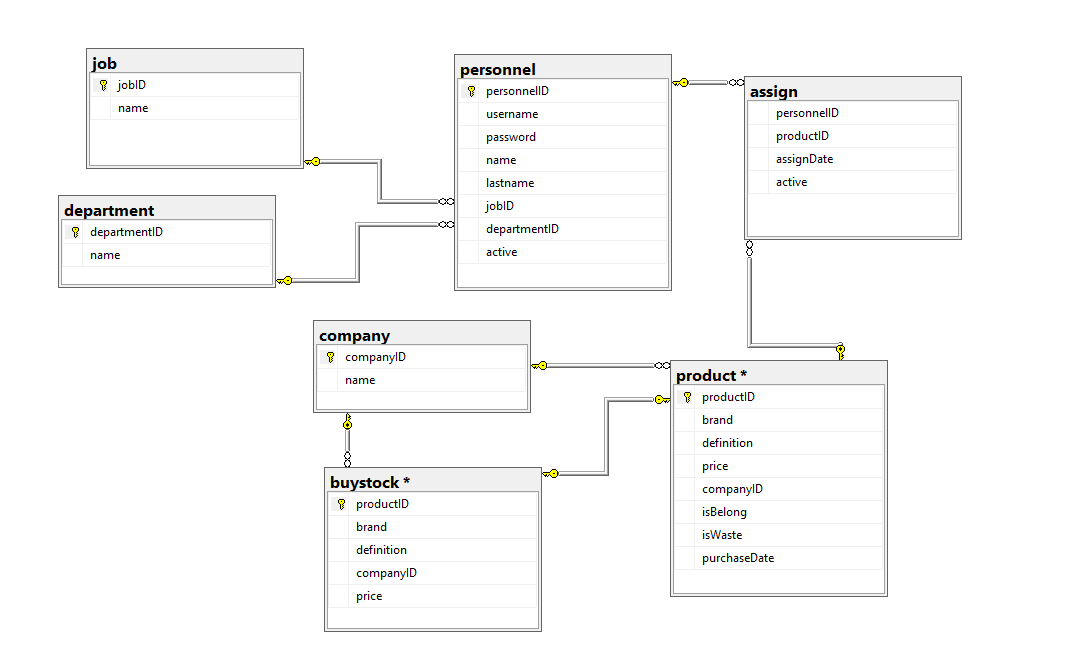 job
jobID
name
department
departmentID
name
personnel
personnelID
username
password
name
lastname
jobID
departmentID
active
assign
personnelID
productID
assignDate
active
company
companyID
name
buystock *
productID
brand
definition
companyID
price
product *
productID
brand
definition
price
companyID
isBelong
isWaste
purchaseDate